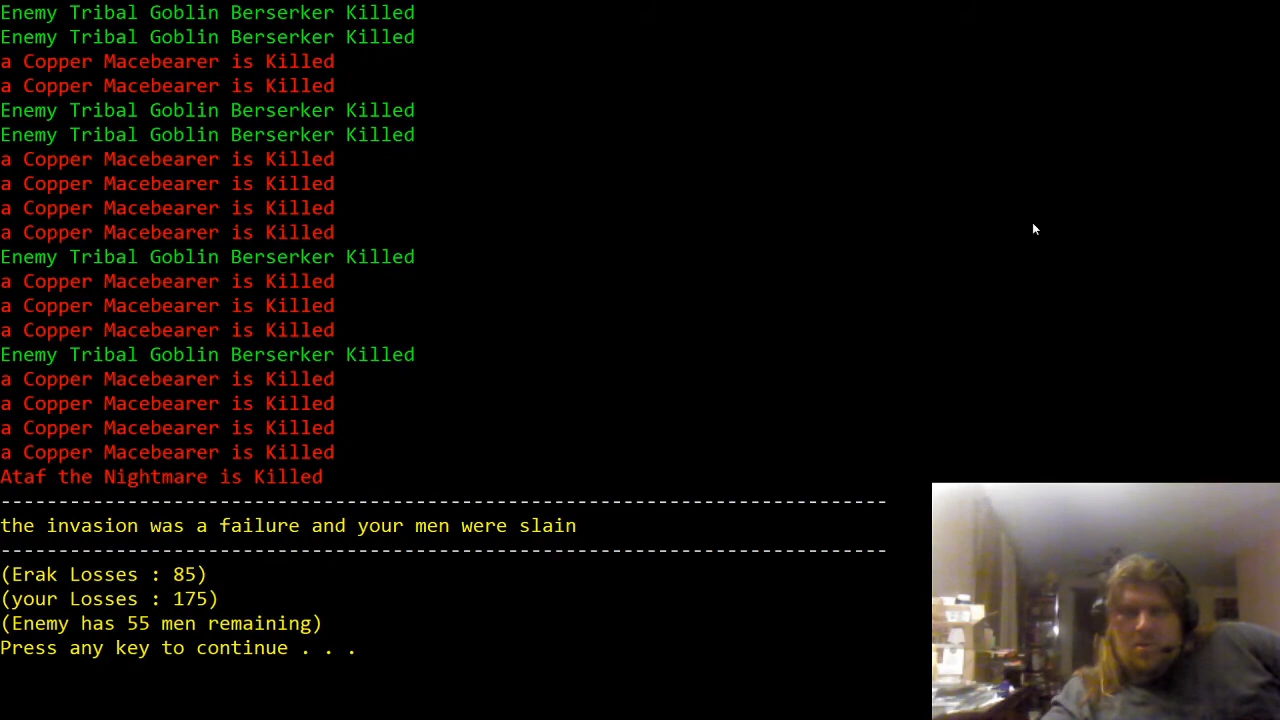 Enemy Tribal Goblin Berserker Killed
Enemy Tribal Goblin Berserker Killed
a Copper Macebearer is Killed
a Copper Macebearer is Killed
Enemy Tribal Goblin Berserker Killed
Enemy Tribal Goblin Berserker Killed
a Copper Macebearer is Killed
a Copper Macebearer is Killed
a Copper Macebearer is Killed
a Copper Macebearer is Killed
Enemy Tribal Goblin Berserker Killed
a Copper Macebearer is Killed
a Copper Macebearer is Killed
a Copper Macebearer is Killed
Enemy Tribal Goblin Berserker Killed
a Copper Macebearer is Killed
a Copper Macebearer is Killed
a Copper Macebearer is Killed
a Copper Macebearer is Killed
Ataf the Nightmare is Killed
-----------------------------------------------------------------------------
the invasion was a failure and your men were slain
-----------------------------------------------------------------------------
(Erak Losses : 85)
(your Losses : 175)
(Enemy has 55 men remaining)
Press any key to continue . . .